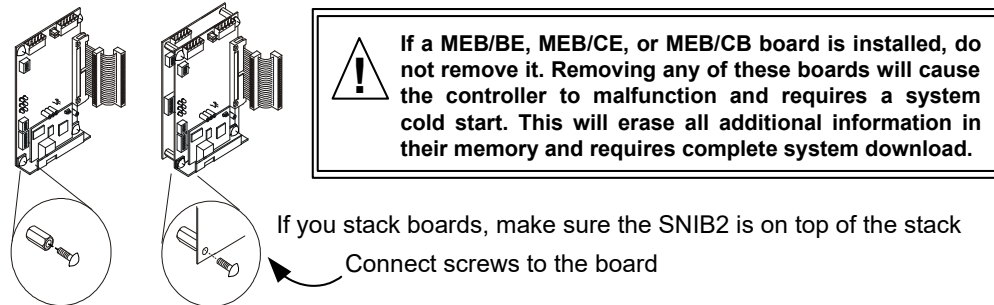 If a MEB/BE, MEB/CE, or MEB/CB board is installed, do
not remove it. Removing any of these boards will cause
the controller to malfunction and requires a system
cold start. This will erase all additional information in
their memory and requires complete system download.
If you stack boards, make sure the SNIB2 is on top of the stack
Connect screws to the board